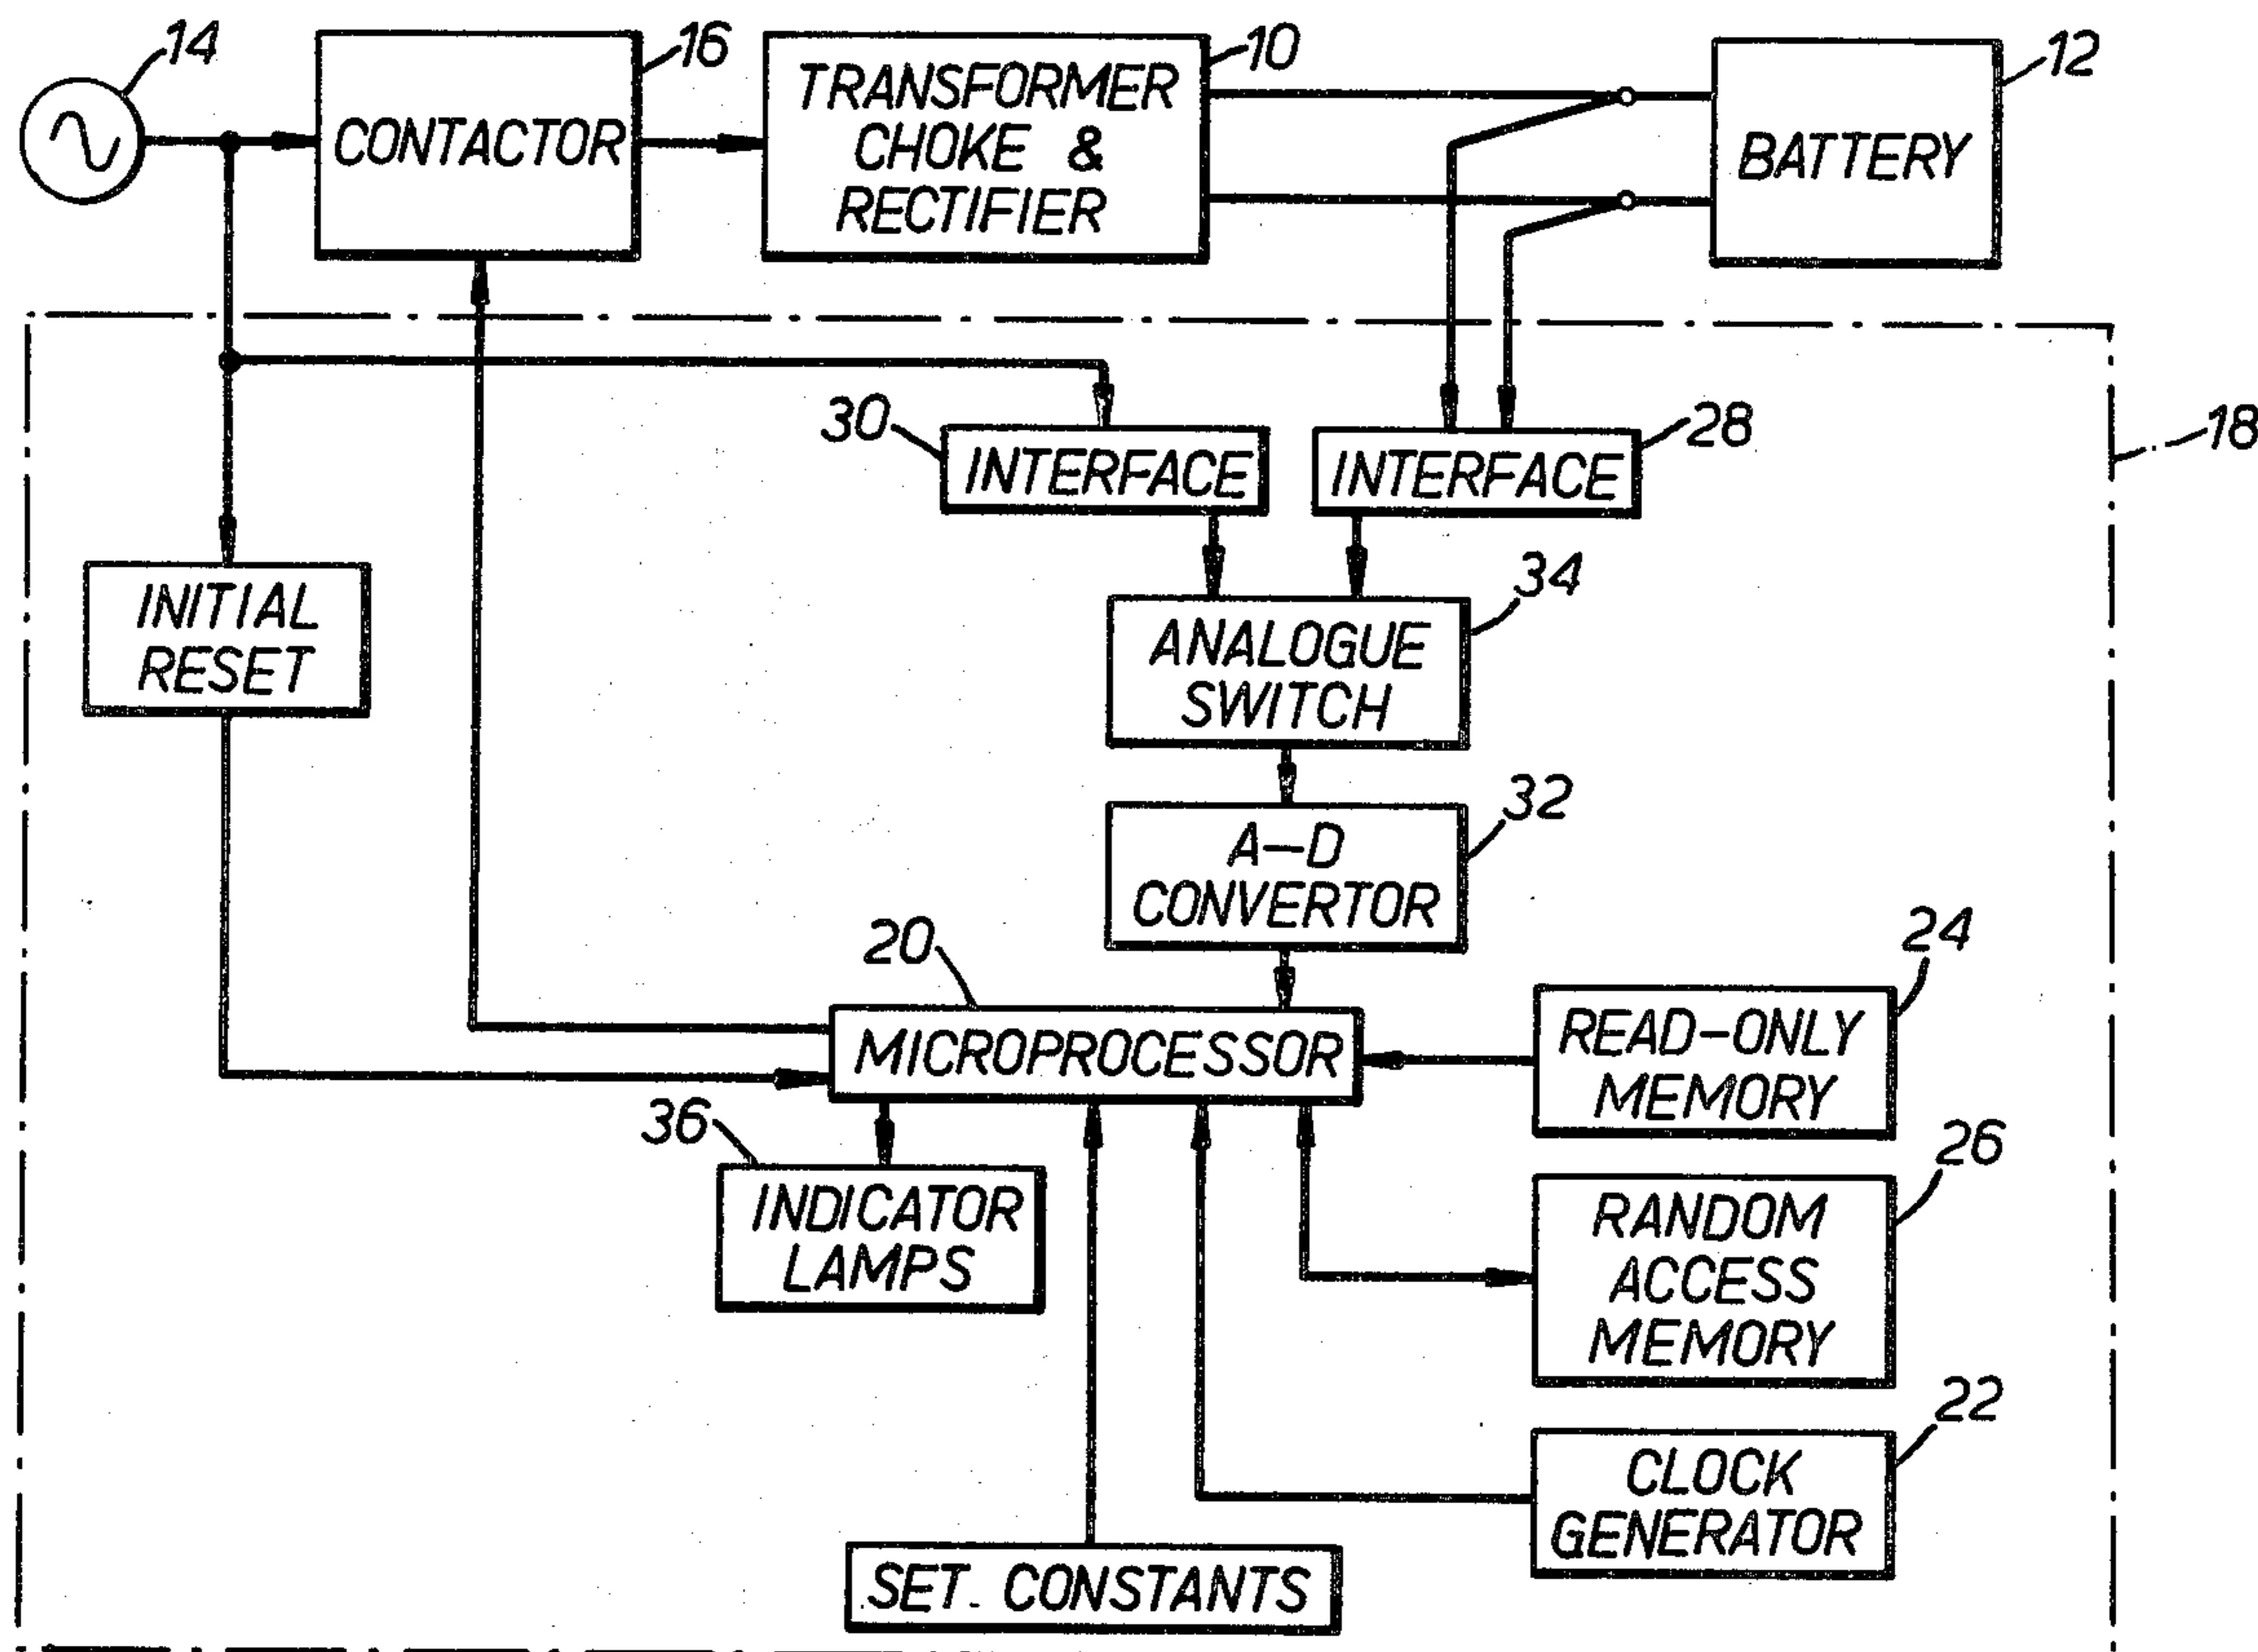 14
16
10
12
CONTACTOR
TRANSFORMER
CHOKE &
RECTIFIER
BATTERY
18
30
INTERFACE
28
INTERFACE
INITIAL
RESET
34
ANALOGUE
SWITCH
32
A-D
CONVERTOR
20
MICROPROCESSOR
24
READ-ONLY
MEMORY
36
INDICATOR
LAMPS
26
RANDOM
ACCESS
MEMORY
22
CLOCK
GENERATOR
SET CONSTANTS